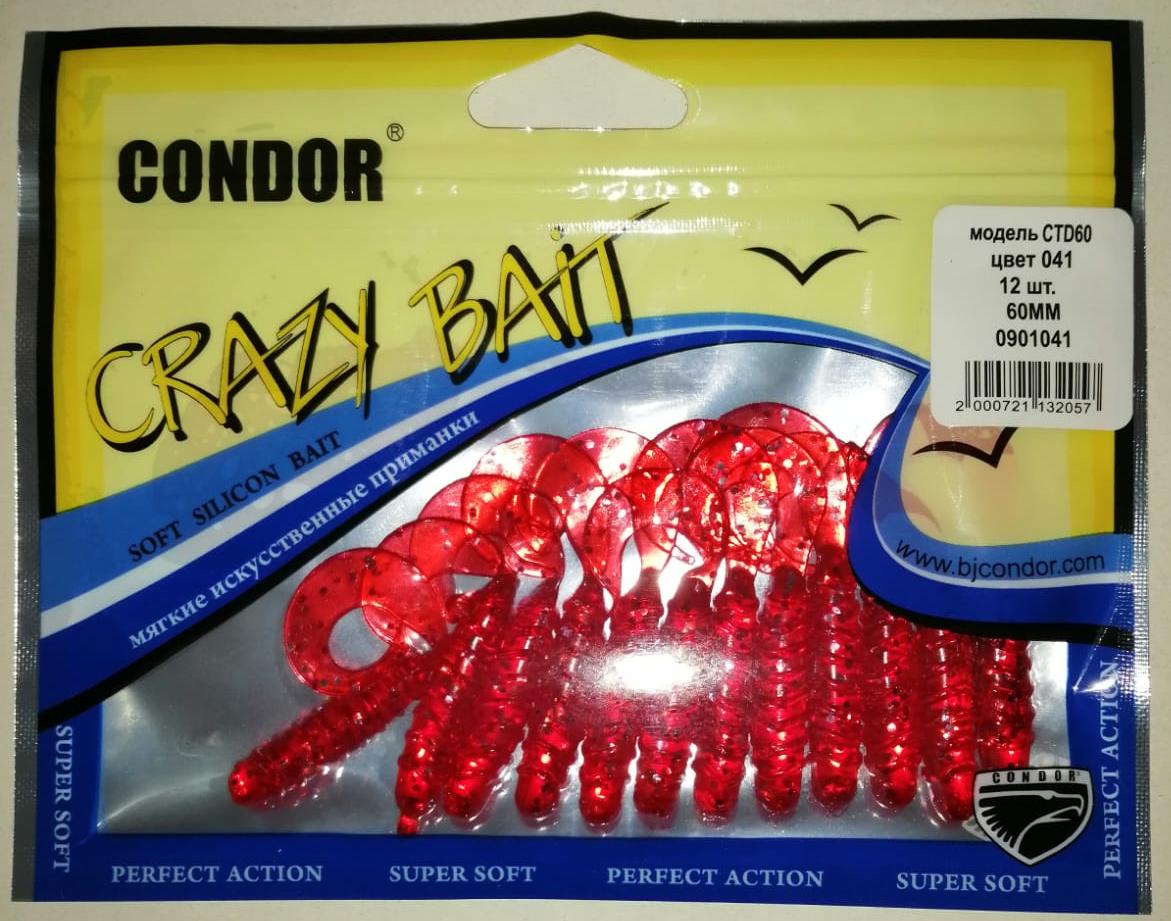 CONDOR®
CRAZY BAiT
SOFT SILICON BAIT
мягкие искусственные приманки
модель CTD60
цвет 041
12 шт.
60ММ
0901041
2 000721 132057
www.bjcondor.com
SUPER SOFT
PERFECT ACTION
CONDOR
PERFECT ACTION SUPER SOFT PERFECT ACTION SUPER SOFT